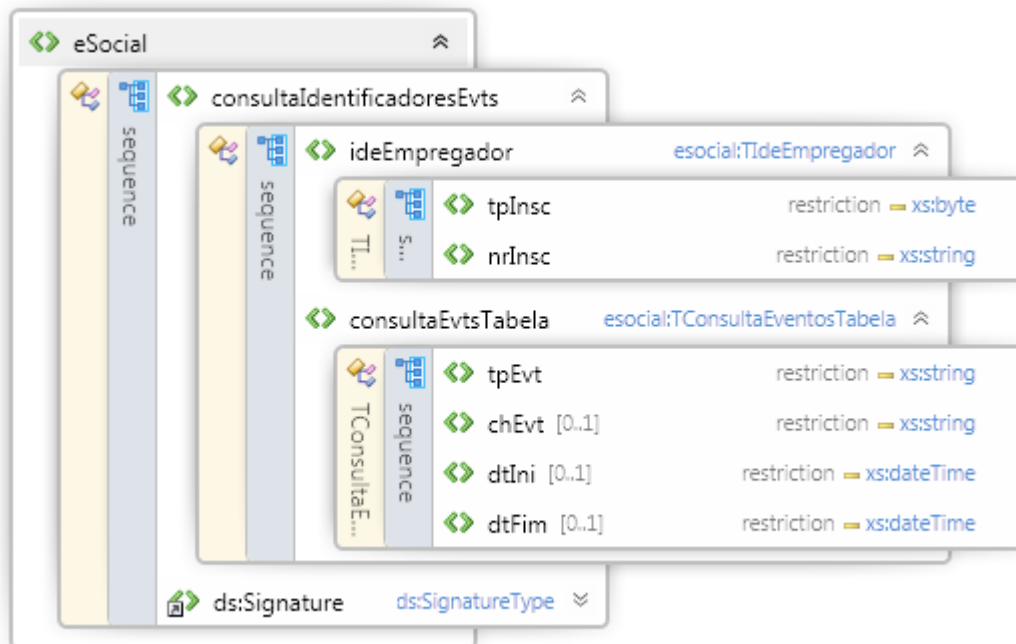 eSocial
sequence
consultaIdentificadoresEvts
sequence
ideEmpregador esocial:TIdeEmpregador
TI... s...
tpInsc restriction xs:byte
nrInsc restriction xs:string
consultaEvtsTabela esocial:TConsultaEventosTabela
TConsultaE... sequence
tpEvt restriction xs:string
chEvt [0..1] restriction xs:string
dtIni [0..1] restriction xs:dateTime
dtFim [0..1] restriction xs:dateTime
ds:Signature ds:SignatureType